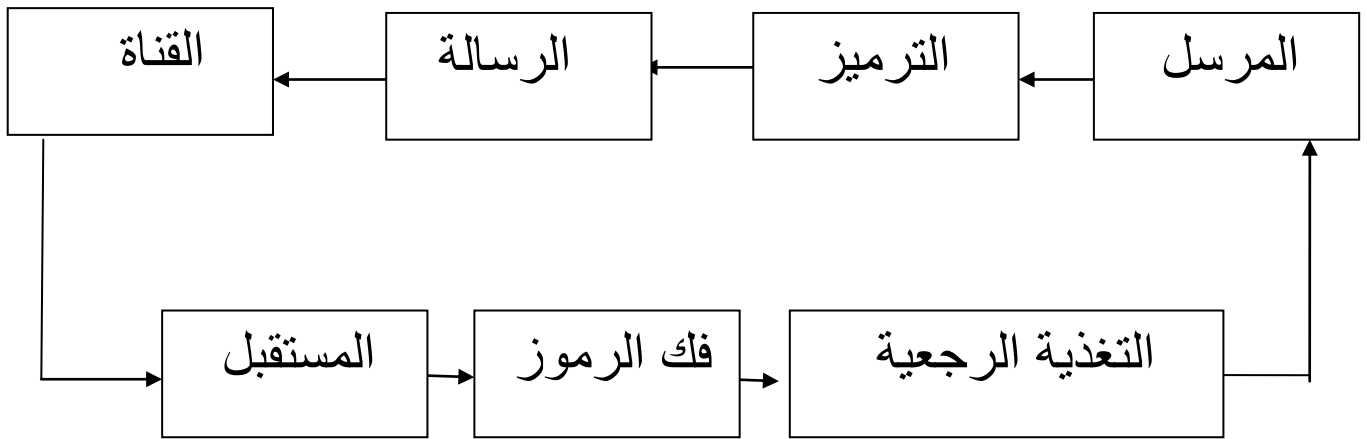 المرسل
الترميز
الرسالة
القناة
المستقبل
فك الرموز
التغذية الرجعية